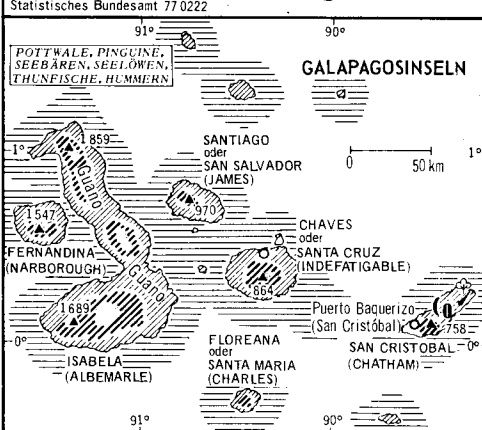 Statistisches Bundesamt 77 0222
91°
90°
POTTWALE, PINGUINE,
SEEBÄREN, SEELÖWEN,
THUNFISCHE, HUMMERN
GALAPAGOSINSELN
1859
1°
1°
0
50 km
Guano
SANTIAGO
oder
SAN SALVADOR
(JAMES)
970
1547
FERNANDINA
(NARBOROUGH)
CHAVES
oder
SANTA CRUZ
(INDEFATIGABLE)
864
Guano
1689
Puerto Baquerizo
(San Cristóbal)
758
0°
SAN CRISTOBAL
0°
(CHATHAM)
ISABELA
(ALBEMARLE)
FLOREANA
oder
SANTA MARIA
(CHARLES)
91°
90°